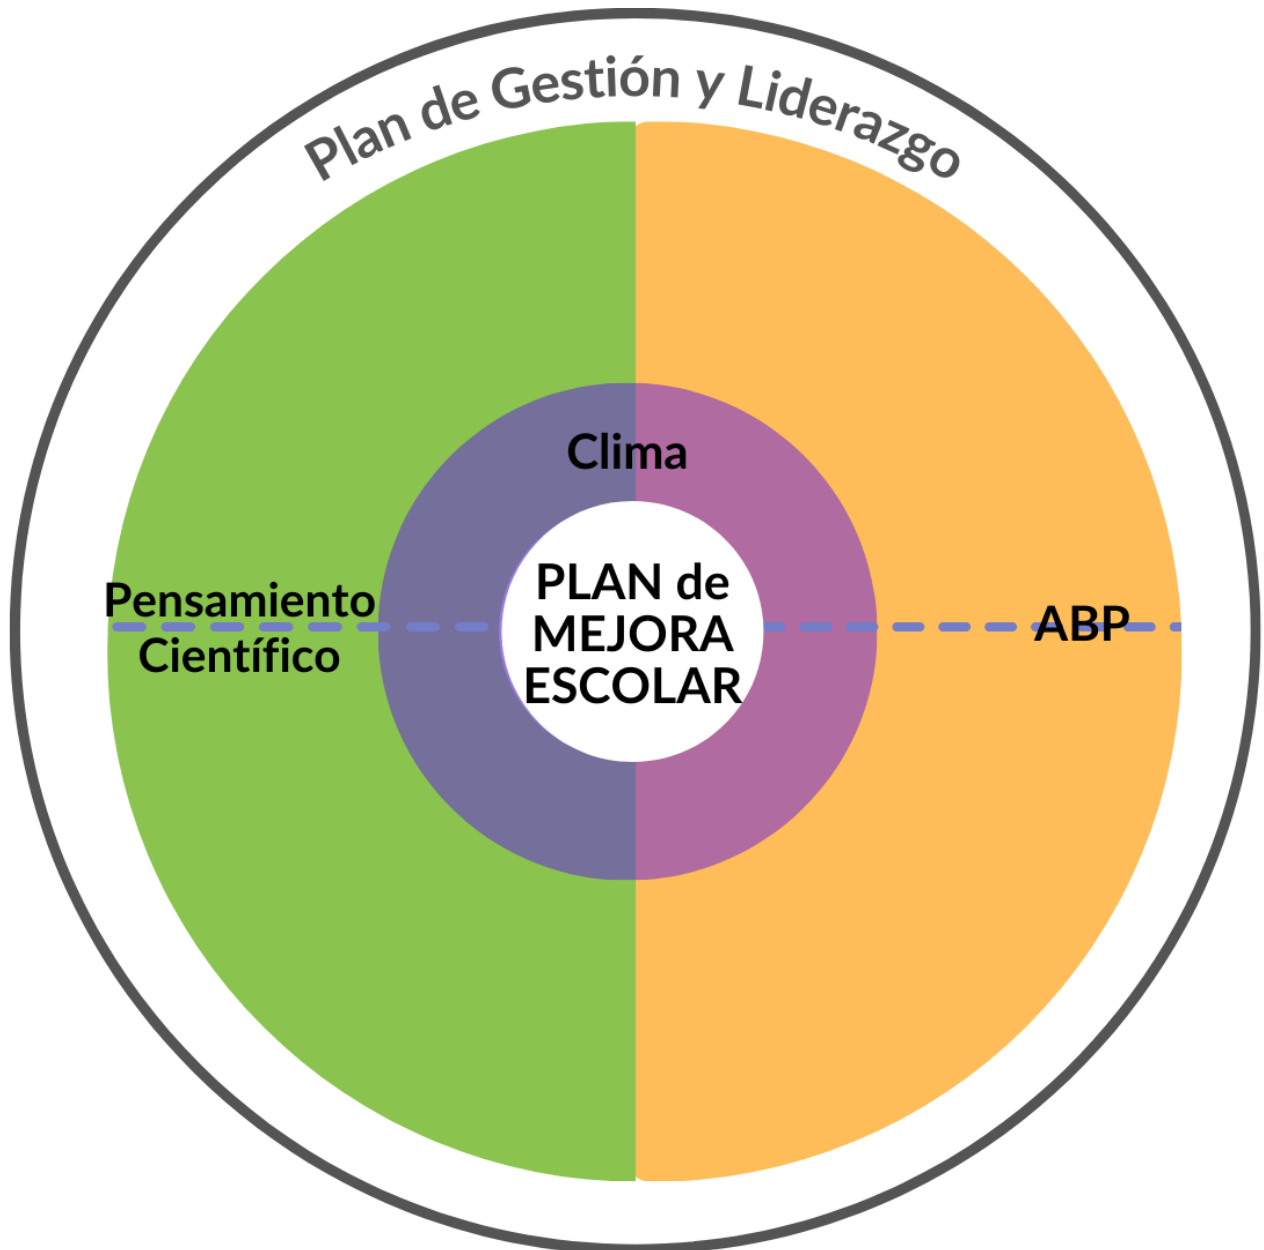 Plan de Gestión y Liderazgo
Clima
PLAN de
MEJORA
ESCOLAR
Pensamiento
Científico
ABP